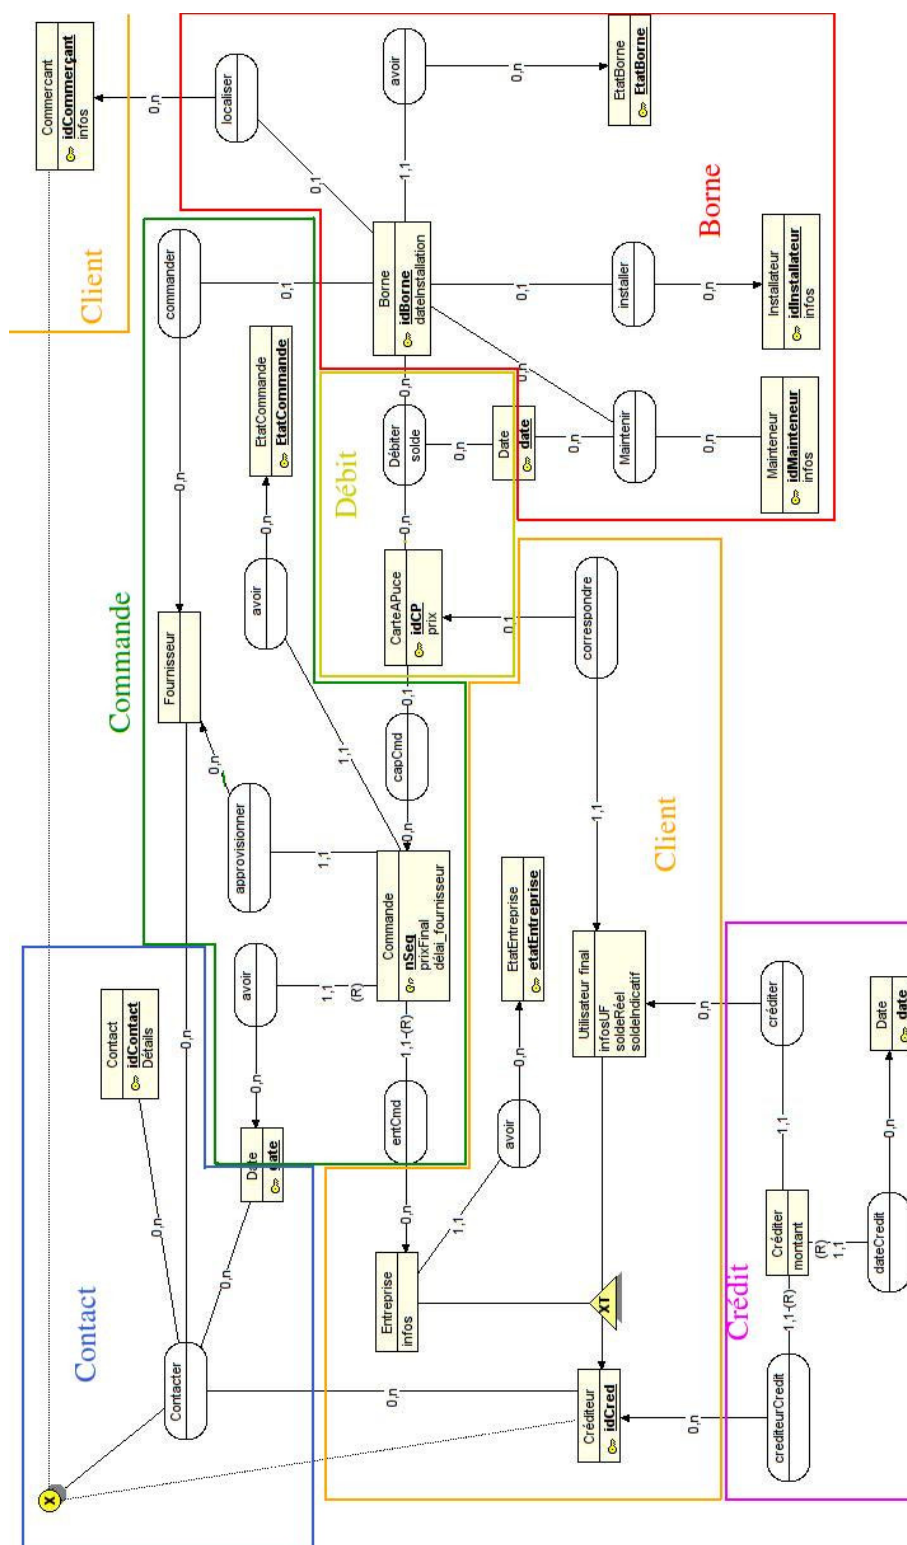 Contact
X
Contacter
0,n
Contact
idContact
Détails
0,n
Date
date
0,n
0,n
0,n
avoir
1,1
(R)
Commande
Fournisseur
0,n
approvisionner
1,1
0,n
commander
0,1
EtatCommande
EtatCommande
0,n
avoir
1,1
Commande
nSeq
prixFinal
délai_fournisseur
1,1-(R)
entCmd
0,n
0,n
capCmd
0,1
Débit
CarteAPuce
idCP
prix
0,n
Débiter
solde
0,n
0,n
Date
date
Client
Commerçant
idCommerçant
infos
0,n
localiser
0,1
avoir
0,n
1,1
EtatBorne
EtatBorne
Borne
Borne
idBorne
dateInstallation
0,1
installer
0,n
Installateur
idInstallateur
infos
0,n
Maintenir
0,n
0,n
Mainteneur
idMainteneur
infos
Client
Entreprise
infos
1,1
avoir
0,n
EtatEntreprise
etatEntreprise
XT
Créditeur
idCred
0,n
Utilisateur final
infosUF
soldeRéel
soldeIndicatif
1,1
correspondre
0,1
Crédit
0,n
crediteurCredit
1,1-(R)
Créditer
montant
1,1
créditer
0,n
(R)
1,1
dateCredit
0,n
Date
date